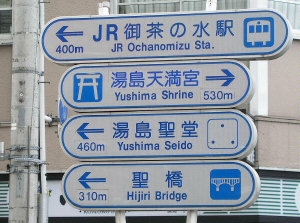 JR御茶の水駅
400m JR Ochanomizu Sta.
湯島天満宮
Yushima Shrine 530m
湯島聖堂
460m Yushima Seido
聖橋
310m Hijiri Bridge